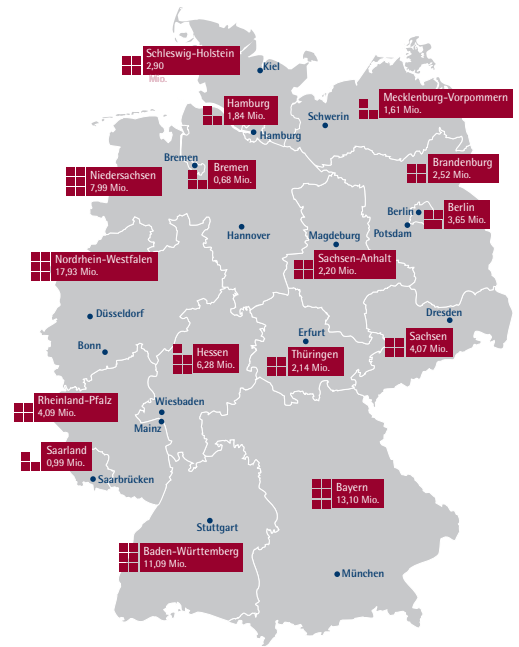 Schleswig-Holstein
2,90
Mio.
Kiel
Mecklenburg-Vorpommern
1,61 Mio.
Hamburg
1,84 Mio.
Schwerin
Hamburg
Bremen
Bremen
0,68 Mio.
Brandenburg
2,52 Mio.
Niedersachsen
7,99 Mio.
Berlin
Berlin
3,65 Mio.
Potsdam
Hannover
Magdeburg
Sachsen-Anhalt
2,20 Mio.
Nordrhein-Westfalen
17,93 Mio.
Düsseldorf
Dresden
Bonn
Erfurt
Sachsen
4,07 Mio.
Hessen
6,28 Mio.
Thüringen
2,14 Mio.
Rheinland-Pfalz
4,09 Mio.
Wiesbaden
Mainz
Saarland
0,99 Mio.
Saarbrücken
Bayern
13,10 Mio.
Stuttgart
Baden-Württemberg
11,09 Mio.
München